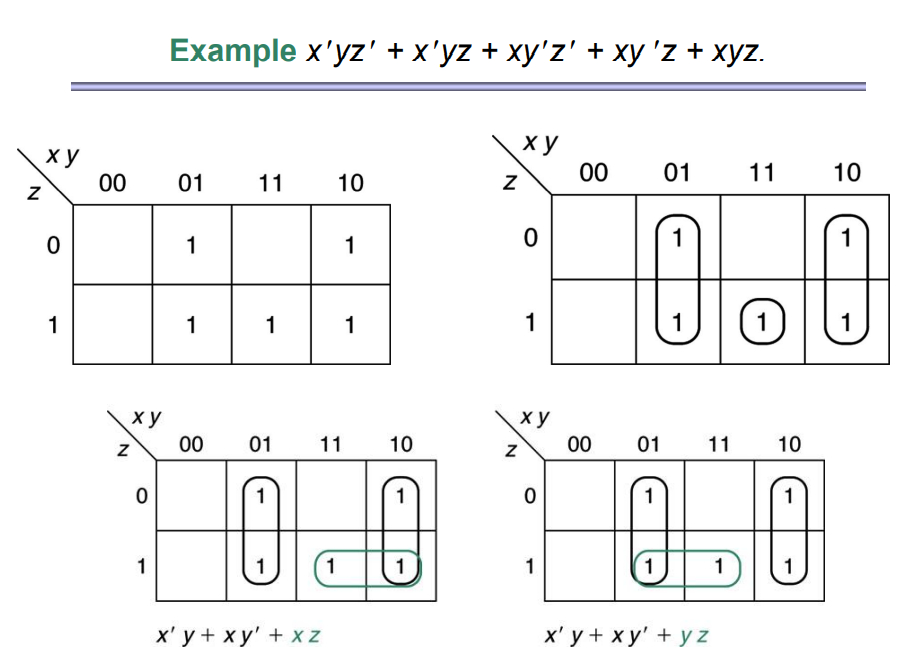 Example x'yz' + x'yz + xy'z' + xy 'z + xyz.
x y
z
00 01 11 10
0 1 1
1 1 1 1
x y
z
00 01 11 10
0 1 1
1 1 1 1
x y
z
00 01 11 10
0 1 1
1 1 1 1
x' y + x y' + x z
x y
z
00 01 11 10
0 1 1
1 1 1 1
x' y + x y' + y z